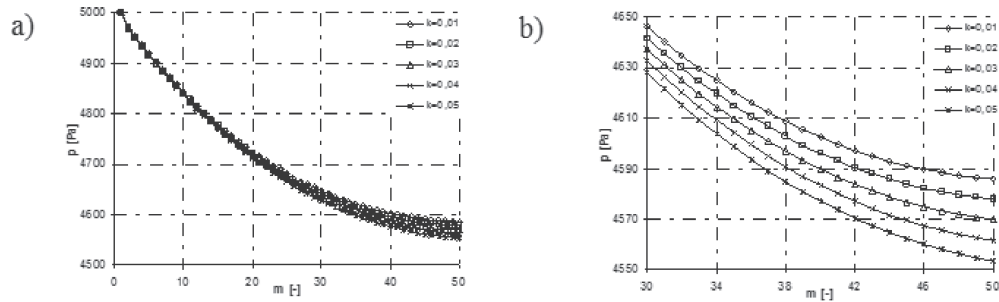 a)
5000
4900
4800
4700
4600
4500
p [Pa]
0
10
20
30
40
50
m [-]
k=0,01
k=0,02
k=0,03
k=0,04
k=0,05
b)
4650
4630
4610
4590
4570
4550
p [Pa]
30
34
38
42
46
50
m [-]
k=0,01
k=0,02
k=0,03
k=0,04
k=0,05